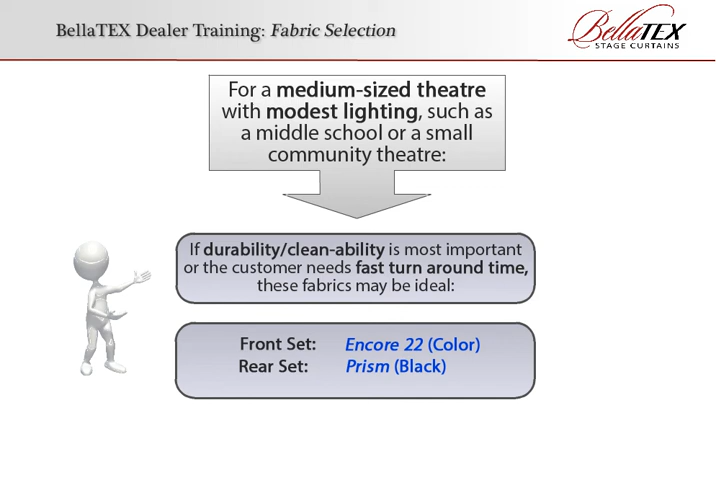 BellaTEX Dealer Training: Fabric Selection
BellaTEX
STAGE CURTAINS
For a medium-sized theatre
with modest lighting, such as
a middle school or a small
community theatre:
If durability/clean-ability is most important
or the customer needs fast turn around time,
these fabrics may be ideal:
Front Set: Encore 22 (Color)
Rear Set: Prism (Black)